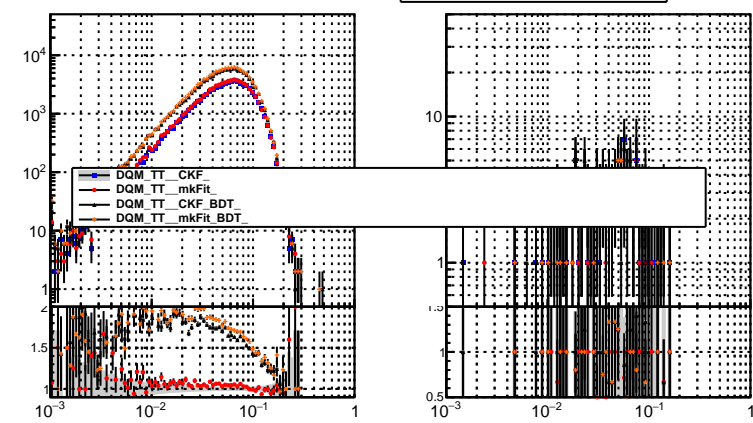 10⁴
10³
10²
10
1
10
1
DQM_TT__CKF_
DQM_TT__mkFit_
DQM_TT__CKF_BDT_
DQM_TT__mkFit_BDT_
2
1.5
1
1.5
1
0.5
10⁻³ 10⁻² 10⁻¹ 1
10⁻³ 10⁻² 10⁻¹ 1